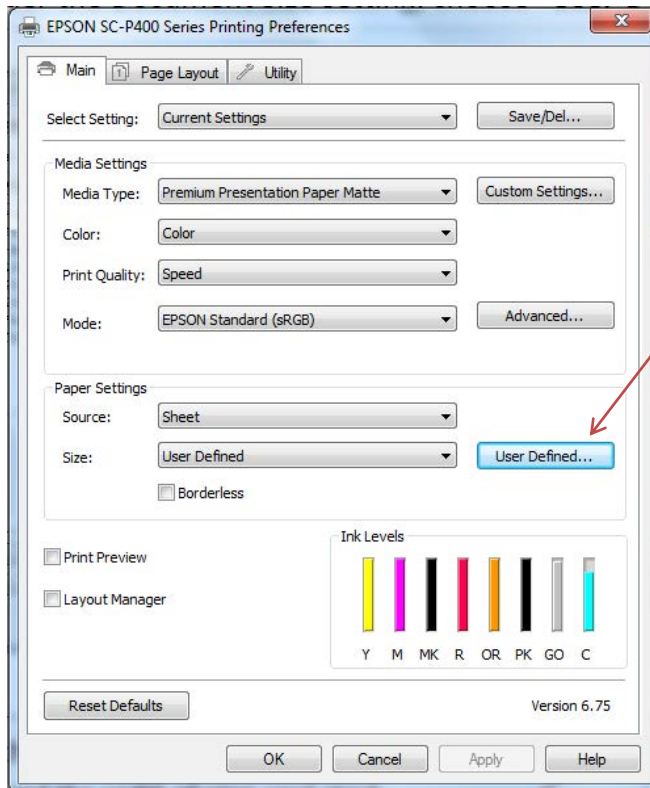 EPSON SC-P400 Series Printing Preferences
Main Page Layout Utility
Select Setting: Current Settings Save/Del...
Media Settings
Media Type: Premium Presentation Paper Matte Custom Settings...
Color: Color
Print Quality: Speed
Mode: EPSON Standard (sRGB) Advanced...
Paper Settings
Source: Sheet
Size: User Defined User Defined...
Borderless
Ink Levels
Print Preview
Layout Manager
Y M MK R OR PK GO C
Reset Defaults Version 6.75
OK Cancel Apply Help